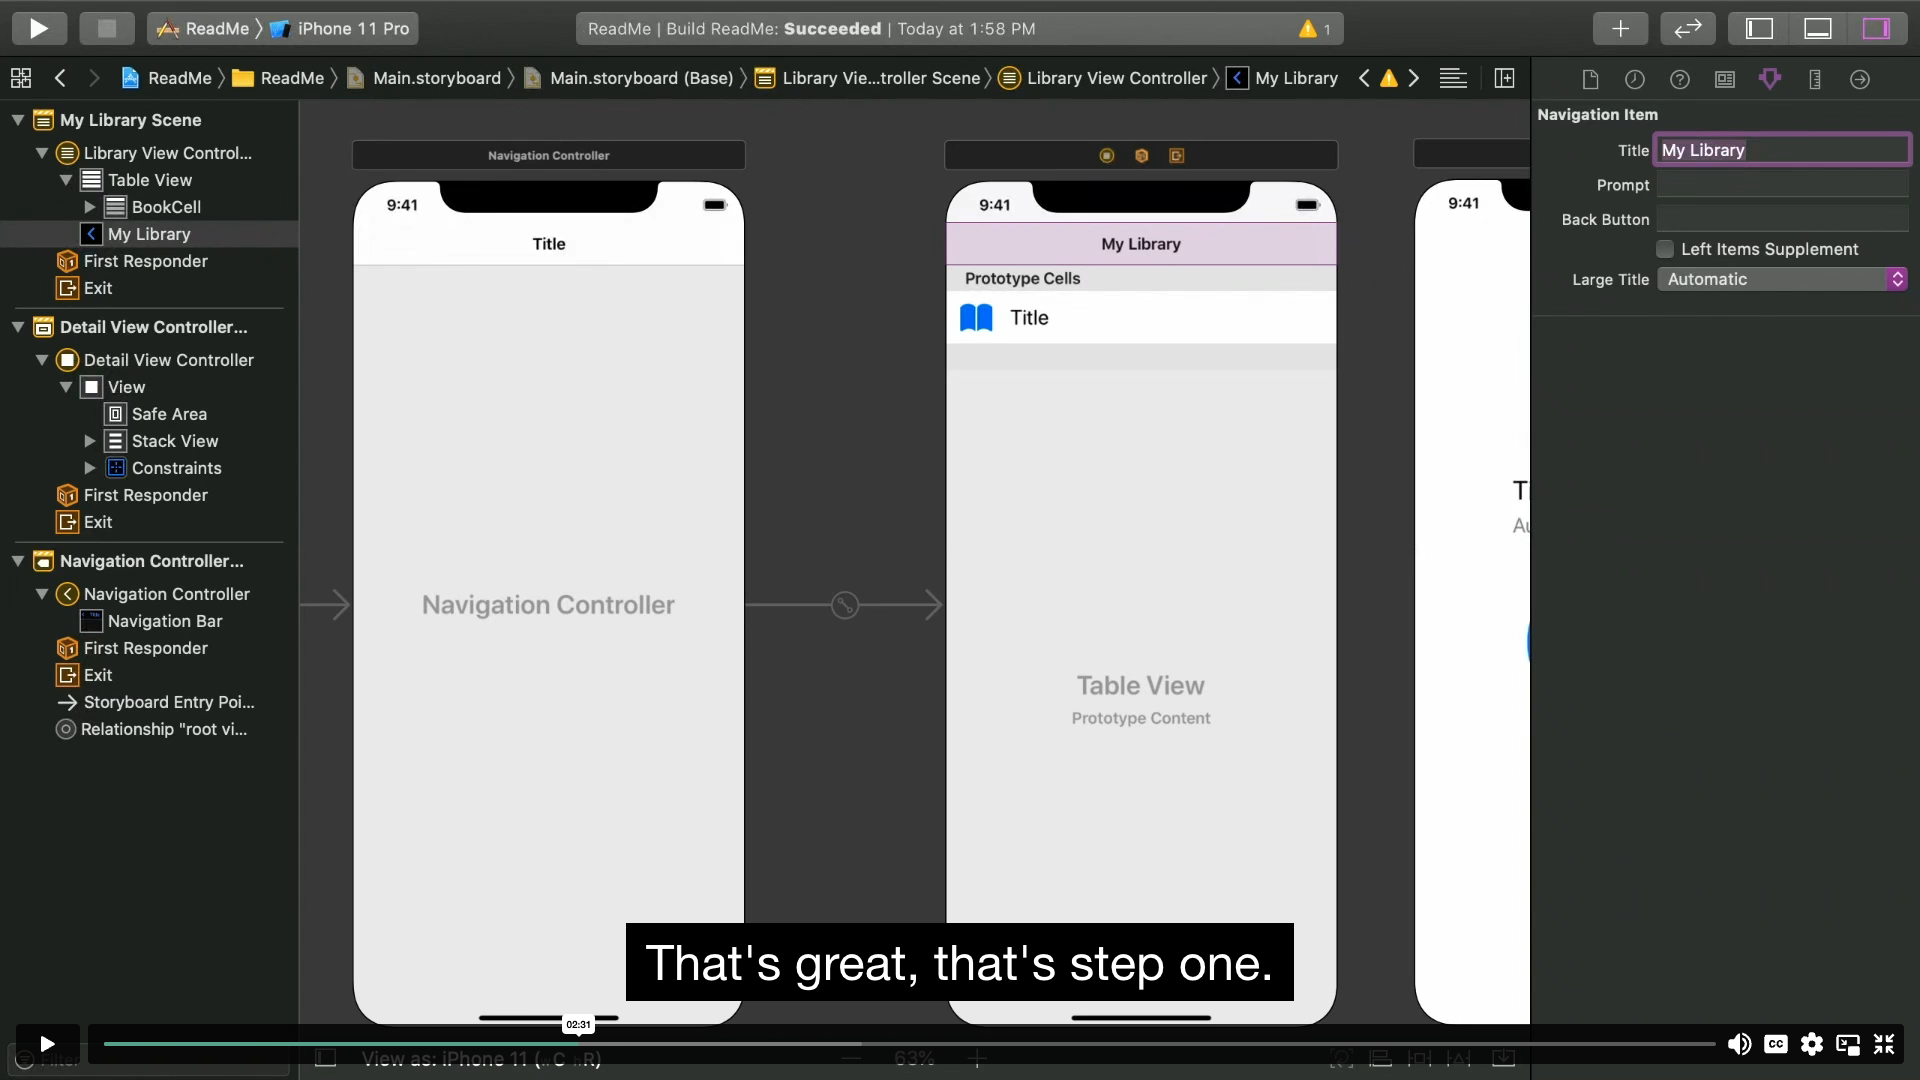 ReadMe › iPhone 11 Pro
ReadMe | Build ReadMe: Succeeded | Today at 1:58 PM
1
ReadMe › ReadMe › Main.storyboard › Main.storyboard (Base) › Library Vie...troller Scene › Library View Controller › My Library
My Library Scene
Library View Control...
Table View
BookCell
My Library
First Responder
Exit
Detail View Controller...
Detail View Controller
View
Safe Area
Stack View
Constraints
First Responder
Exit
Navigation Controller...
Navigation Controller
Navigation Bar
First Responder
Exit
Storyboard Entry Poi...
Relationship "root vi...
Filter
Navigation Controller
9:41
Title
Navigation Controller
9:41
My Library
Prototype Cells
Title
Table View
Prototype Content
9:41
Ti
Au
Navigation Item
Title My Library
Prompt
Back Button
Left Items Supplement
Large Title Automatic
That's great, that's step one.
02:31
CC
View as: iPhone 11 (wC hR)
63%